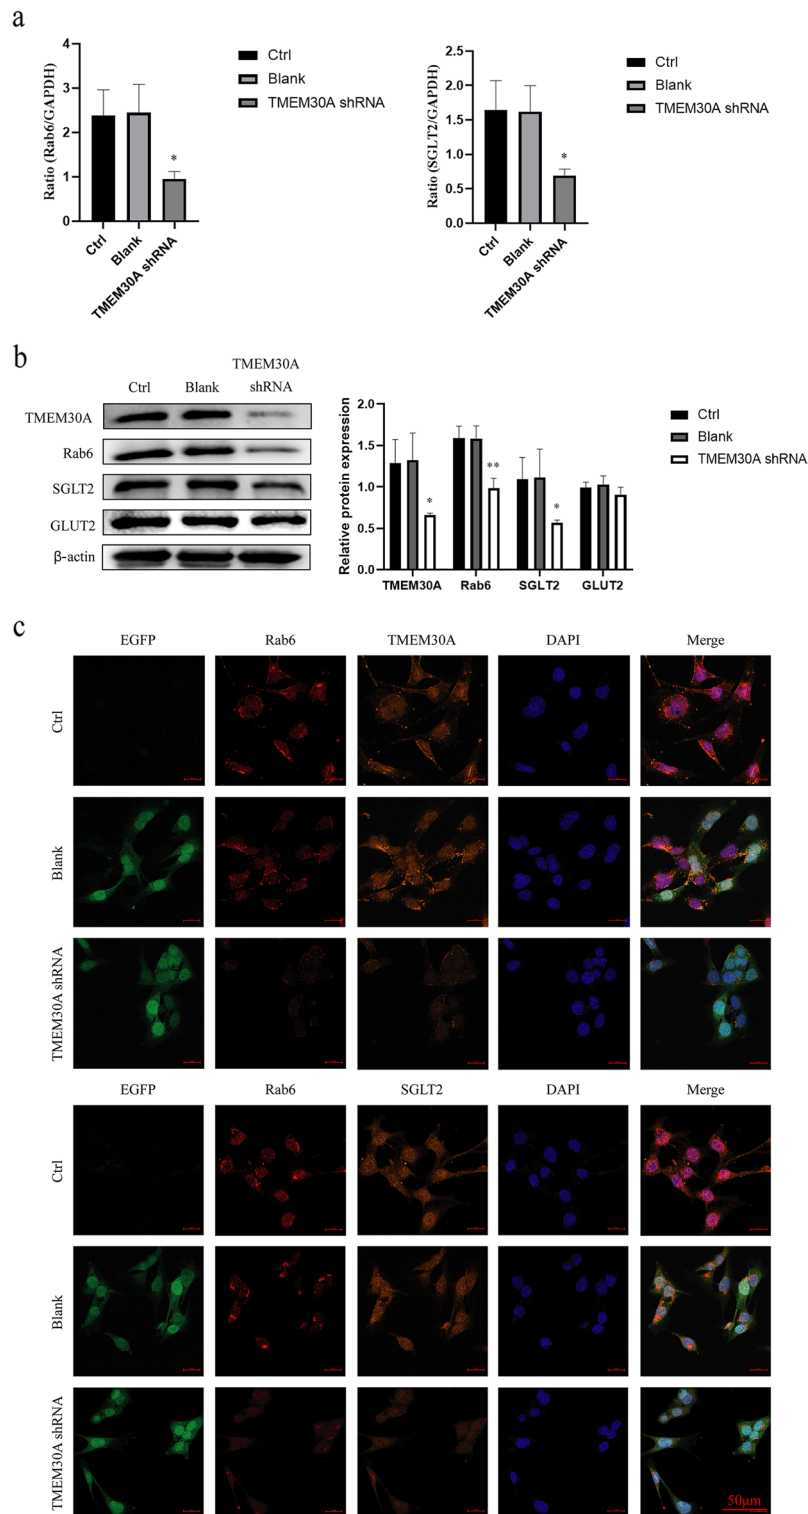 a
Ratio (Rab6/GAPDH)
4
3
2
1
0
Ctrl
Blank
TMEM30A shRNA
Ctrl
Blank
TMEM30A shRNA
*
Ratio (SGLT2/GAPDH)
2.5
2.0
1.5
1.0
0.5
0.0
Ctrl
Blank
TMEM30A shRNA
Ctrl
Blank
TMEM30A shRNA
*
b
Ctrl
Blank
TMEM30A
shRNA
TMEM30A
Rab6
SGLT2
GLUT2
β-actin
Relative protein expression
2.0
1.5
1.0
0.5
0.0
*
**
*
TMEM30A
Rab6
SGLT2
GLUT2
Ctrl
Blank
TMEM30A shRNA
c
EGFP
Rab6
TMEM30A
DAPI
Merge
Ctrl
Blank
TMEM30A shRNA
EGFP
Rab6
SGLT2
DAPI
Merge
Ctrl
Blank
TMEM30A shRNA
50μm